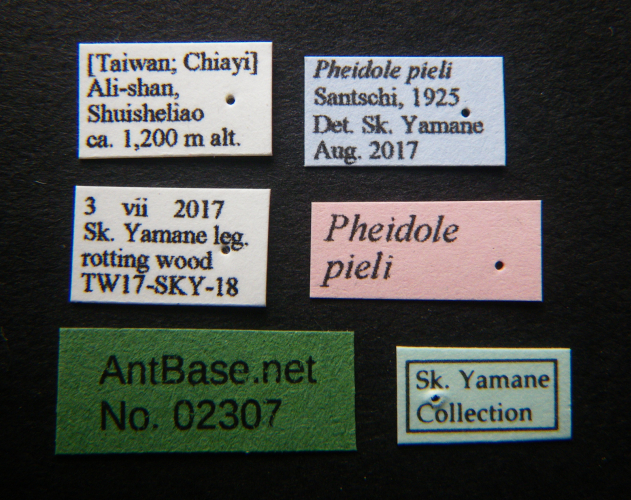 [Taiwan; Chiayi]
Ali-shan,
Shuisheliao
ca. 1,200 m alt.
Pheidole pieli
Santschi, 1925
Det. Sk. Yamane
Aug. 2017
3 vii 2017
Sk. Yamane leg.
rotting wood
TW17-SKY-18
Pheidole
pieli
AntBase.net
No. 02307
Sk. Yamane
Collection